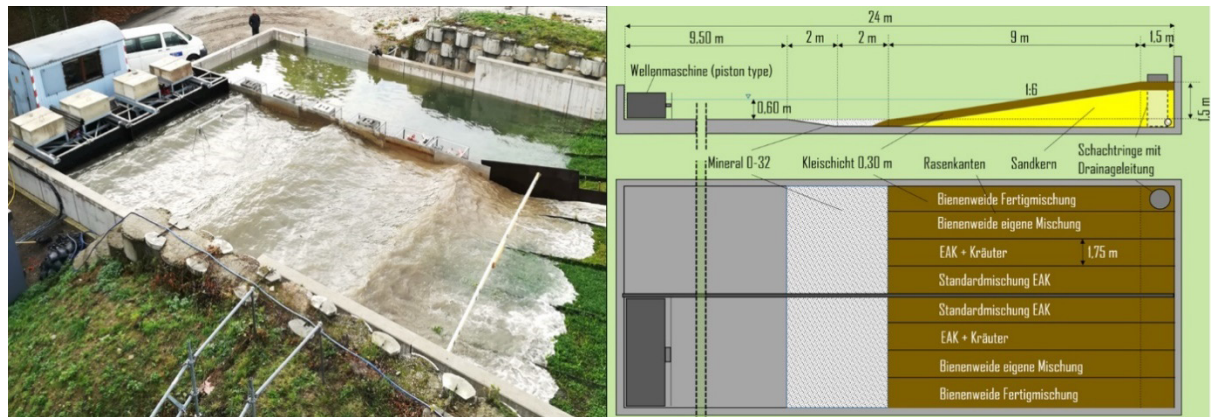 24 m
9.50 m
2 m
2 m
9 m
1,5 m
Wellenmaschine (piston type)
0,60 m
1:6
1,5 m
Mineral 0-32
Kleischicht 0,30 m
Rasenkanten
Sandkern
Schachtringe mit
Drainageleitung
Bienenweide Fertigmischung
Bienenweide eigene Mischung
EAK + Kräuter
1,75 m
Standardmischung EAK
Standardmischung EAK
EAK + Kräuter
Bienenweide eigene Mischung
Bienenweide Fertigmischung